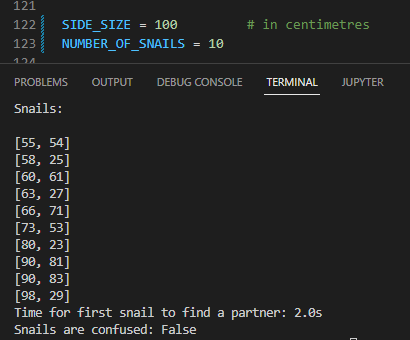 121
122 SIDE_SIZE = 100 # in centimetres
123 NUMBER_OF_SNAILS = 10
124
PROBLEMS OUTPUT DEBUG CONSOLE TERMINAL JUPYTER
Snails:
[55, 54]
[58, 25]
[60, 61]
[63, 27]
[66, 71]
[73, 53]
[80, 23]
[90, 81]
[90, 83]
[98, 29]
Time for first snail to find a partner: 2.0s
Snails are confused: False